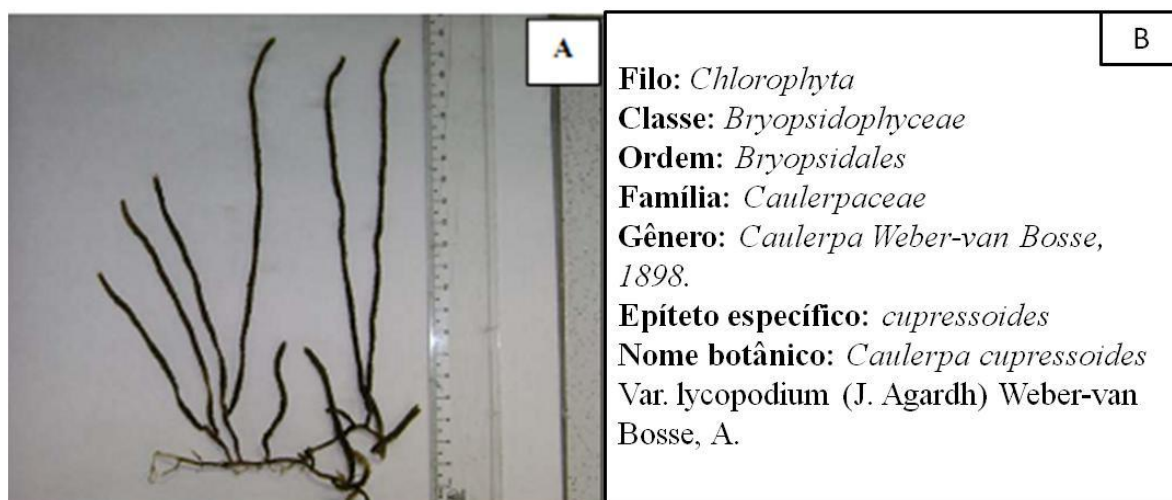 A
B
Filo: Chlorophyta
Classe: Bryopsidophyceae
Ordem: Bryopsidales
Família: Caulerpaceae
Gênero: Caulerpa Weber-van Bosse,
1898.
Epíteto específico: cupressoides
Nome botânico: Caulerpa cupressoides
Var. lycopodium (J. Agardh) Weber-van
Bosse, A.